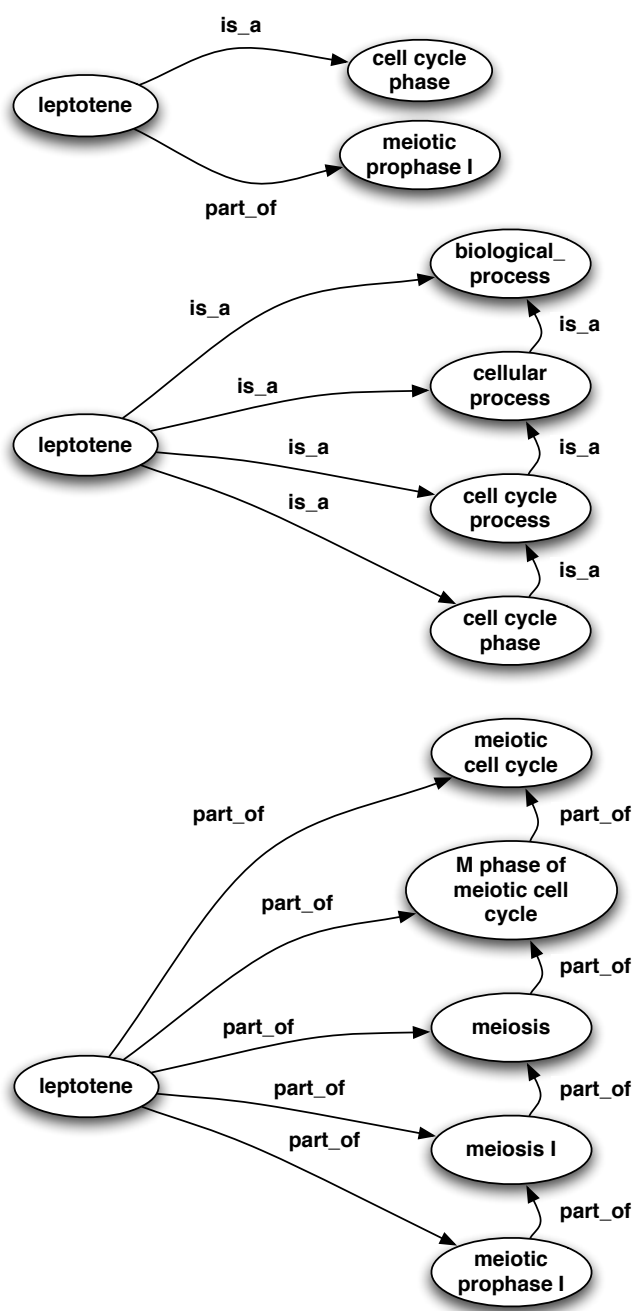 is_a
cell cycle
phase
leptotene
meiotic
prophase I
part_of
biological_
process
is_a
is_a
cellular
process
is_a
leptotene
is_a
is_a
cell cycle
process
is_a
is_a
cell cycle
phase
meiotic
cell cycle
part_of
part_of
M phase of
meiotic cell
cycle
part_of
part_of
part_of
meiosis
leptotene
part_of
part_of
part_of
meiosis I
part_of
meiotic
prophase I